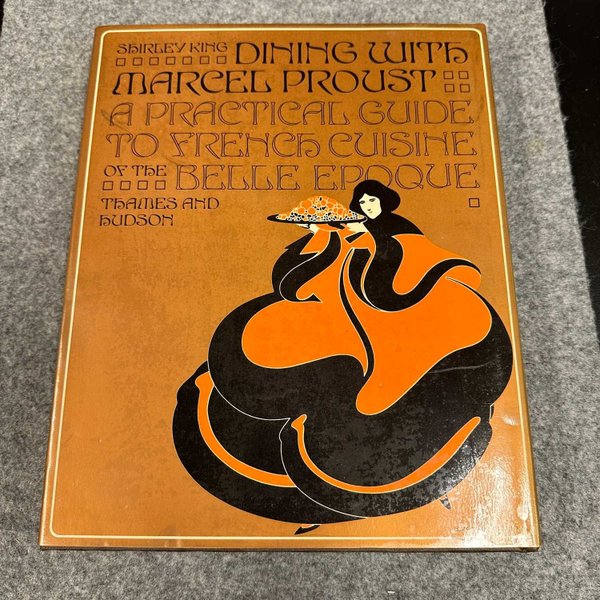 SHIRLEY KING DINING WITH
MARCEL PROUST
A PRACTICAL GUIDE
TO FRENCH CUISINE
OF THE BELLE EPOQUE
THAMES AND
HUDSON